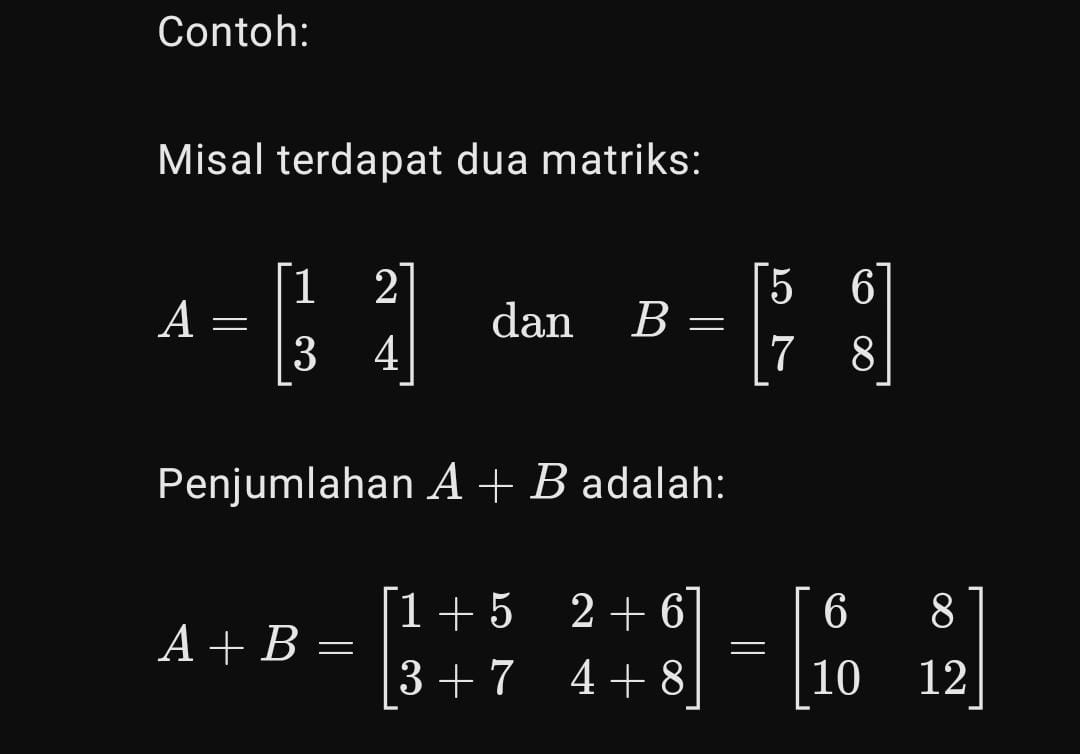 Contoh:
Misal terdapat dua matriks:
A = [1 2
3 4] dan B = [5 6
7 8]
Penjumlahan A + B adalah:
A + B = [1 + 5 2 + 6
3 + 7 4 + 8] = [6 8
10 12]